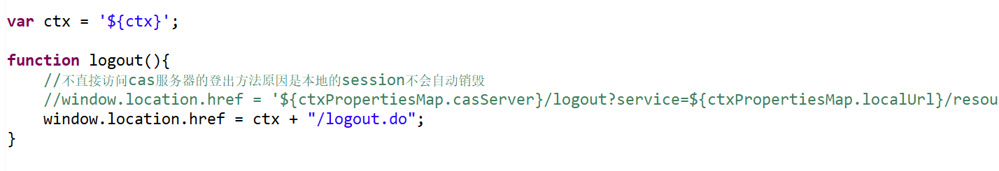 var ctx = '${ctx}';
function logout(){
//不直接访问cas服务器的登出方法原因是本地的session不会自动销毁
//window.location.href = '${ctxPropertiesMap.casServer}/logout?service=${ctxPropertiesMap.localUrl}/resou
window.location.href = ctx + "/logout.do";
}